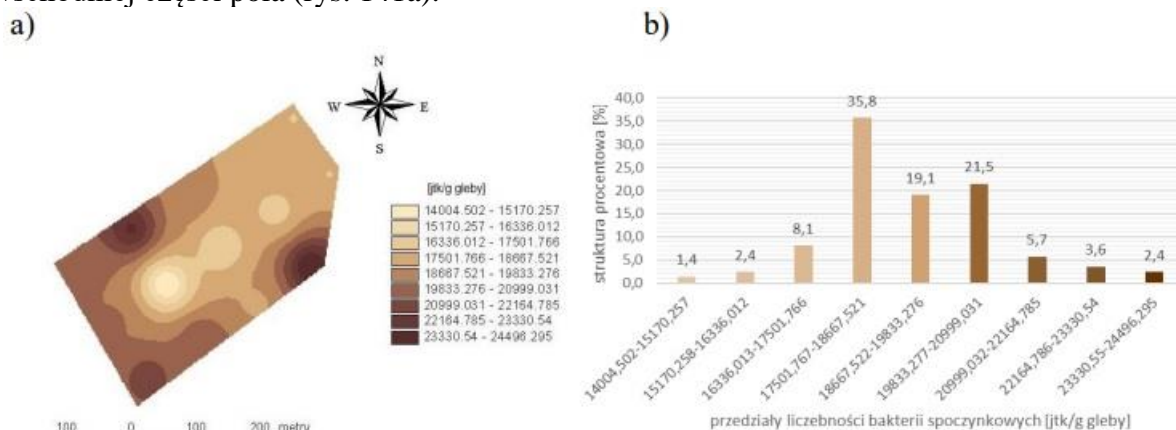 części pola (rys. 141a).
a)
N
W
E
S
[jtk/g gleby]
14004.502 - 15170.257
15170.257 - 16336.012
16336.012 - 17501.766
17501.766 - 18667.521
18667.521 - 19833.276
19833.276 - 20999.031
20999.031 - 22164.785
22164.785 - 23330.54
23330.54 - 24496.295
100 0 100 200 metry
b)
struktura procentowa [%]
40,0
35,0
30,0
25,0
20,0
15,0
10,0
5,0
0,0
1,4
2,4
8,1
35,8
19,1
21,5
5,7
3,6
2,4
14004,502-15170,257
15170,258-16336,012
16336,013-17501,766
17501,767-18667,521
18667,522-19833,276
19833,277-20999,031
20999,032-22164,785
22164,786-23330,54
23330,55-24496,295
przedziały liczebności bakterii spoczynkowych [jtk/g gleby]